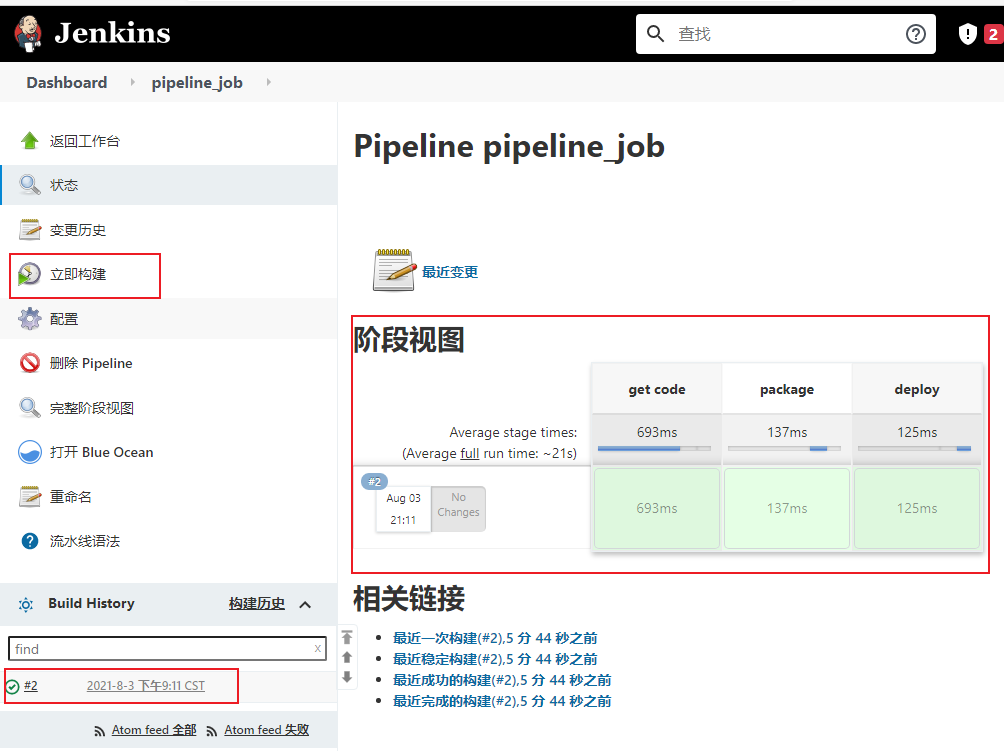 Jenkins
查找
2
Dashboard
pipeline_job
返回工作台
状态
变更历史
立即构建
配置
删除 Pipeline
完整阶段视图
打开 Blue Ocean
重命名
流水线语法
Build History
构建历史
find
x
#2
2021-8-3 下午9:11 CST
Atom feed 全部
Atom feed 失败
Pipeline pipeline_job
最近变更
阶段视图
get code
package
deploy
Average stage times:
693ms
137ms
125ms
(Average full run time: ~21s)
#2
Aug 03
21:11
No
Changes
693ms
137ms
125ms
相关链接
最近一次构建(#2),5 分 44 秒之前
最近稳定构建(#2),5 分 44 秒之前
最近成功的构建(#2),5 分 44 秒之前
最近完成的构建(#2),5 分 44 秒之前